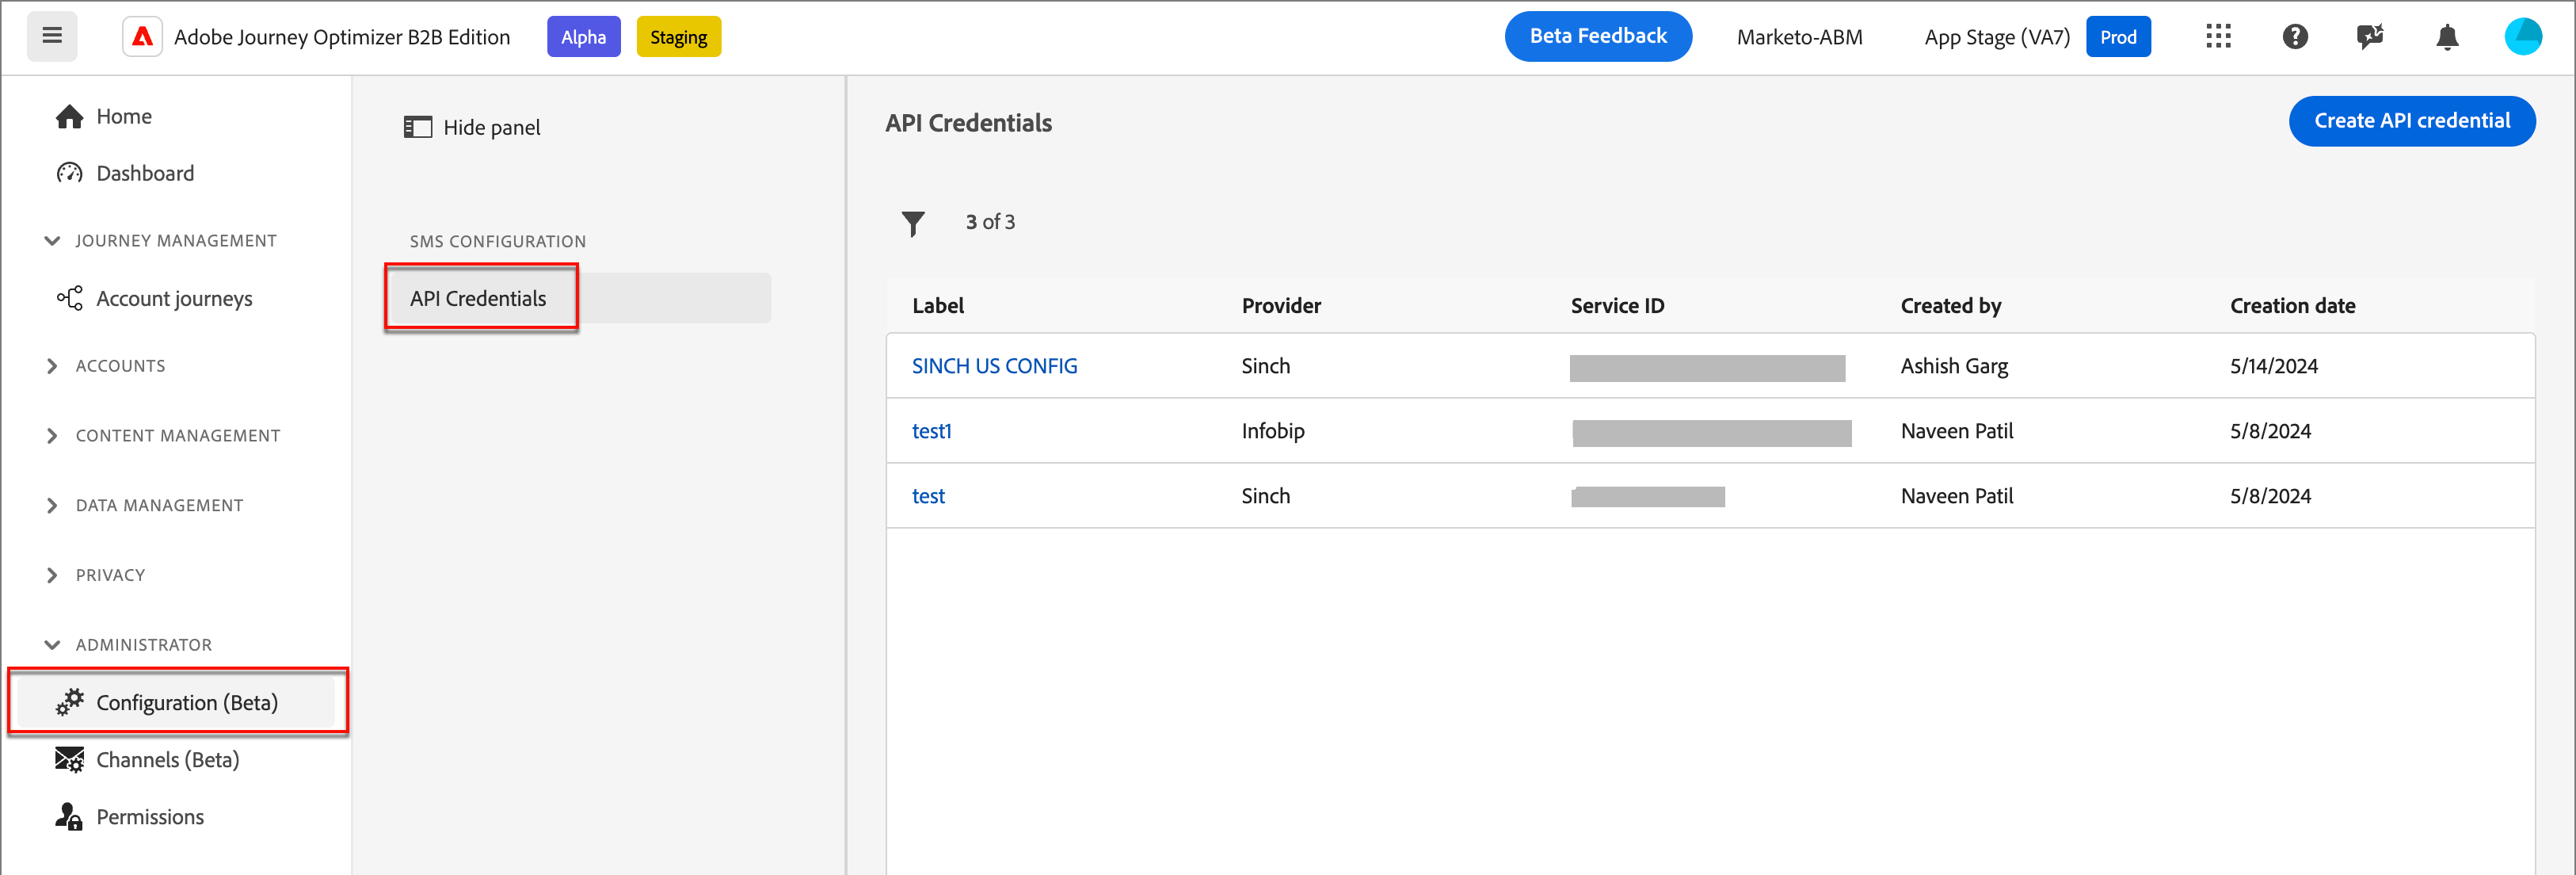 Adobe Journey Optimizer B2B Edition Alpha Staging Beta Feedback Marketo-ABM App Stage (VA7) Prod
Home
Dashboard
JOURNEY MANAGEMENT
Account journeys
ACCOUNTS
CONTENT MANAGEMENT
DATA MANAGEMENT
PRIVACY
ADMINISTRATOR
Configuration (Beta)
Channels (Beta)
Permissions
Hide panel
SMS CONFIGURATION
API Credentials
API Credentials
Create API credential
3 of 3
Label Provider Service ID Created by Creation date
SINCH US CONFIG Sinch Ashish Garg 5/14/2024
test1 Infobip Naveen Patil 5/8/2024
test Sinch Naveen Patil 5/8/2024